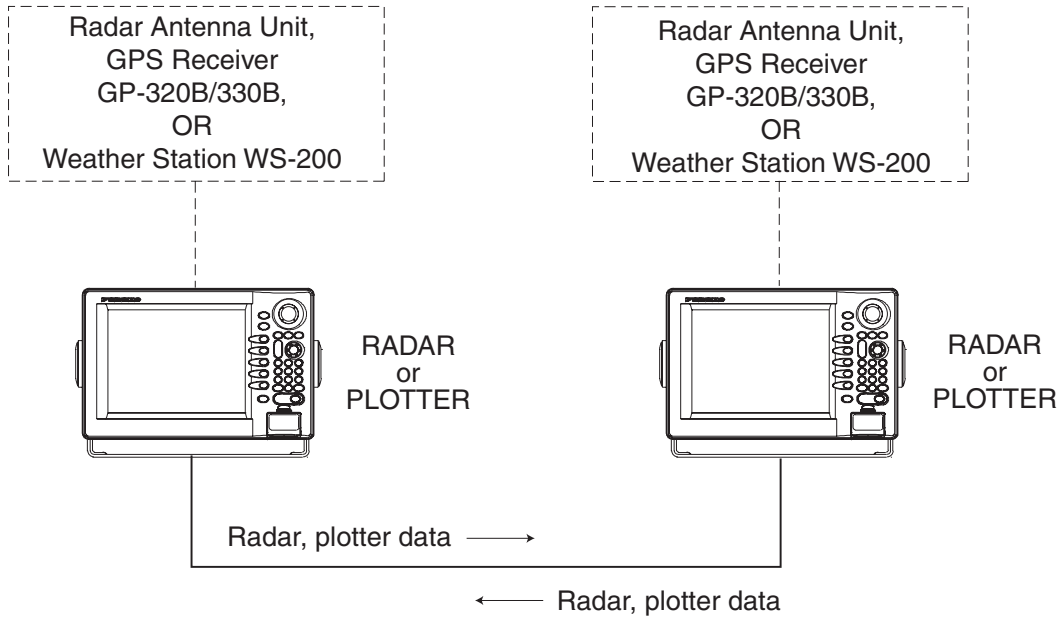 Radar Antenna Unit,
GPS Receiver
GP-320B/330B,
OR
Weather Station WS-200
Radar Antenna Unit,
GPS Receiver
GP-320B/330B,
OR
Weather Station WS-200
FURUNO
RADAR
or
PLOTTER
FURUNO
RADAR
or
PLOTTER
Radar, plotter data
Radar, plotter data